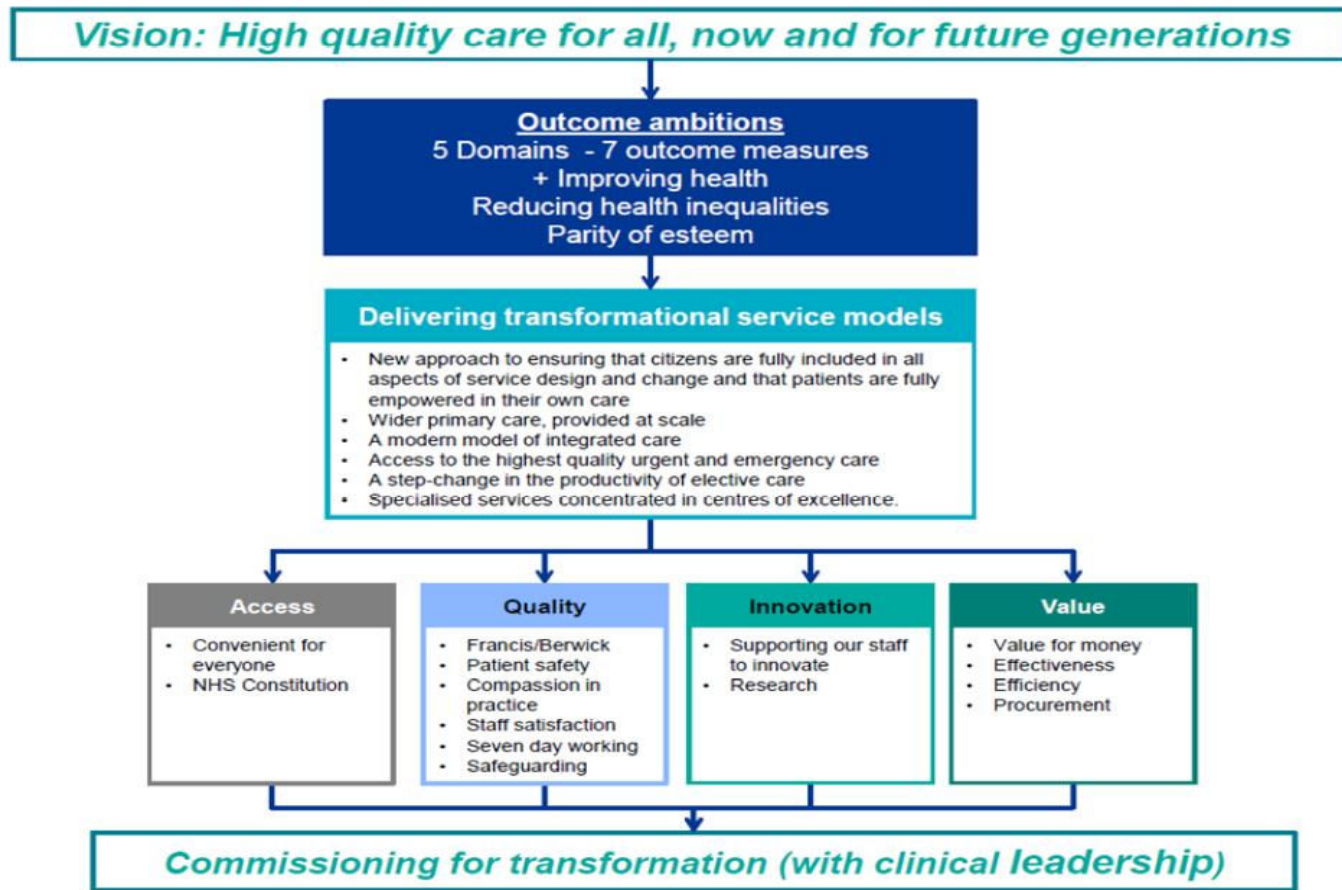 Vision: High quality care for all, now and for future generations
Outcome ambitions
5 Domains - 7 outcome measures
+ Improving health
Reducing health inequalities
Parity of esteem
Delivering transformational service models
• New approach to ensuring that citizens are fully included in all
aspects of service design and change and that patients are fully
empowered in their own care
• Wider primary care, provided at scale
• A modern model of integrated care
• Access to the highest quality urgent and emergency care
• A step-change in the productivity of elective care
• Specialised services concentrated in centres of excellence.
Access
• Convenient for
everyone
• NHS Constitution
Quality
• Francis/Berwick
• Patient safety
• Compassion in
practice
• Staff satisfaction
• Seven day working
• Safeguarding
Innovation
• Supporting our staff
to innovate
• Research
Value
• Value for money
• Effectiveness
• Efficiency
• Procurement
Commissioning for transformation (with clinical leadership)